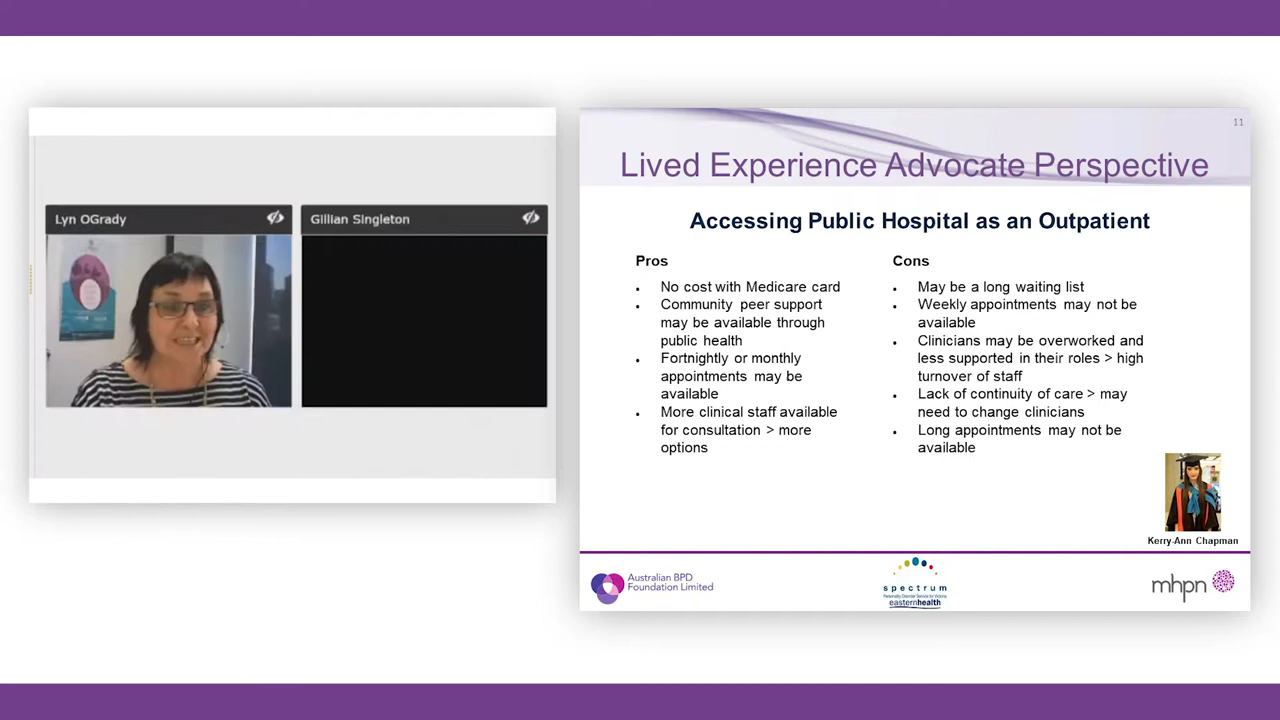 Lyn OGrady
Gillian Singleton
11
Lived Experience Advocate Perspective
Accessing Public Hospital as an Outpatient
Pros
• No cost with Medicare card
• Community peer support
may be available through
public health
• Fortnightly or monthly
appointments may be
available
• More clinical staff available
for consultation > more
options
Cons
• May be a long waiting list
• Weekly appointments may not be
available
• Clinicians may be overworked and
less supported in their roles > high
turnover of staff
• Lack of continuity of care > may
need to change clinicians
• Long appointments may not be
available
Kerry-Ann Chapman
Australian BPD
Foundation Limited
spectrum
Personality Disorder Service for Victoria
easternhealth
mhpn